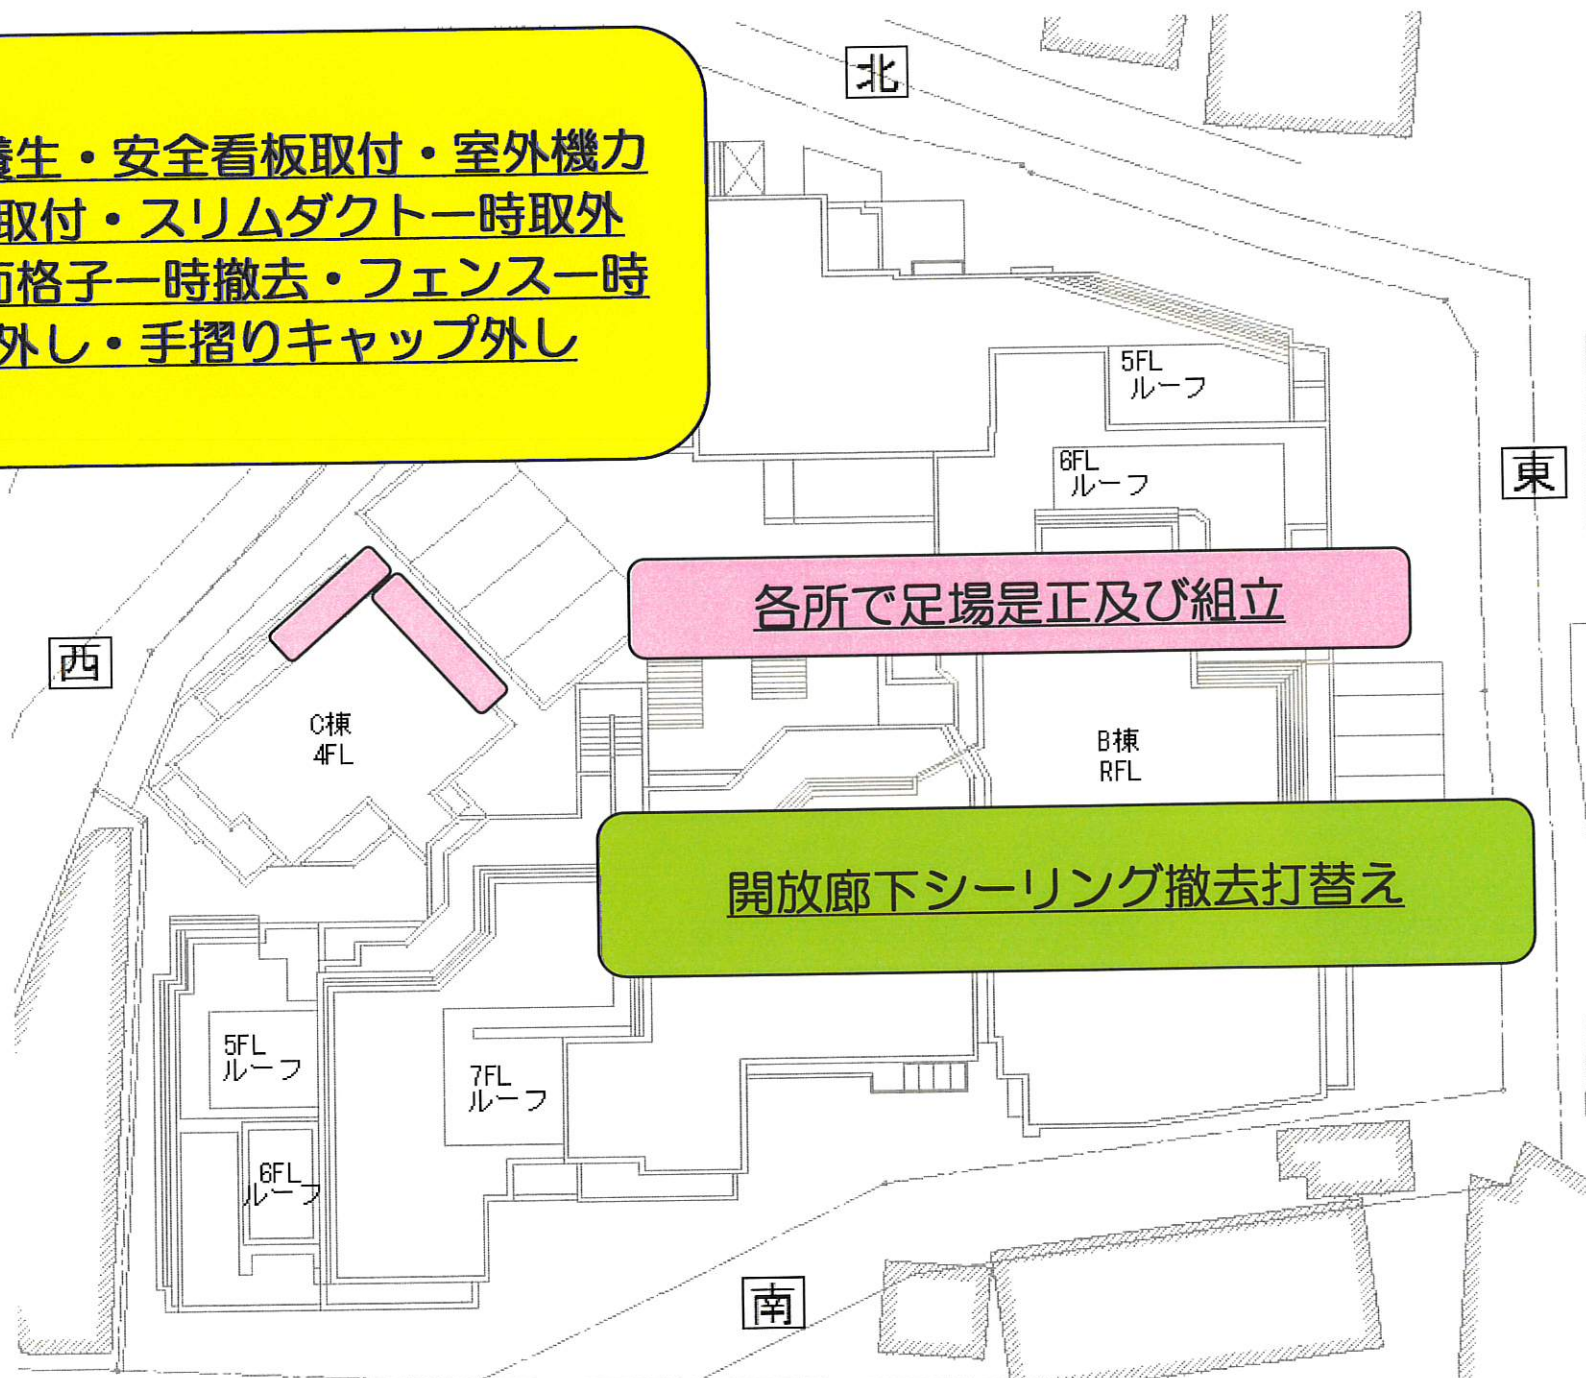 北
養生・安全看板取付・室外機カ
取付・スリムダクト一時取外
面格子一時撤去・フェンス一時
外し・手摺りキャップ外し
5FL
ルーフ
6FL
ルーフ
東
各所で足場是正及び組立
西
C棟
4FL
B棟
RFL
開放廊下シーリング撤去打替え
5FL
ルーフ
7FL
ルーフ
6FL
ルーフ
南